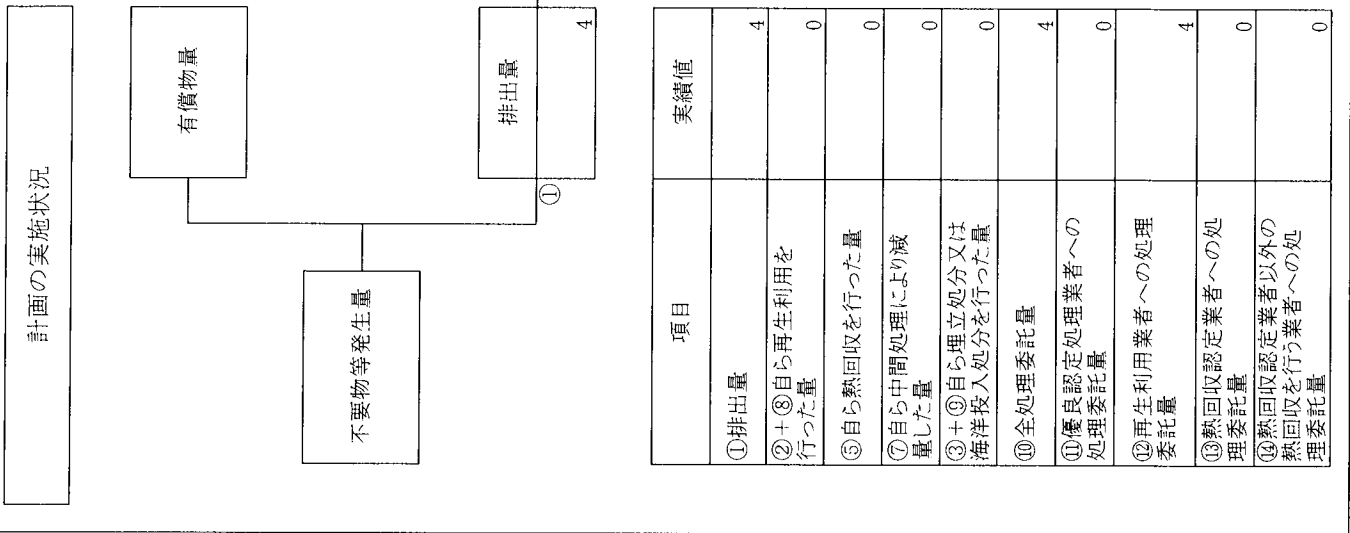 計画の実施状況
有償物量
不要物等発生量
①
排出量
4
項目
実績値
①排出量
4
②+⑧自ら再生利用を
行った量
0
⑤自ら熱回収を行った量
0
⑦自ら中間処理により減
量した量
0
③+⑨自ら埋立処分又は
海洋投入処分を行った量
0
⑩全処理委託量
4
⑪優良認定処理業者への
処理委託量
0
⑫再生利用業者への処理
委託量
4
⑬熱回収認定業者への処
理委託量
0
⑭熱回収認定業者以外の
熱回収を行う業者への処
理委託量
0